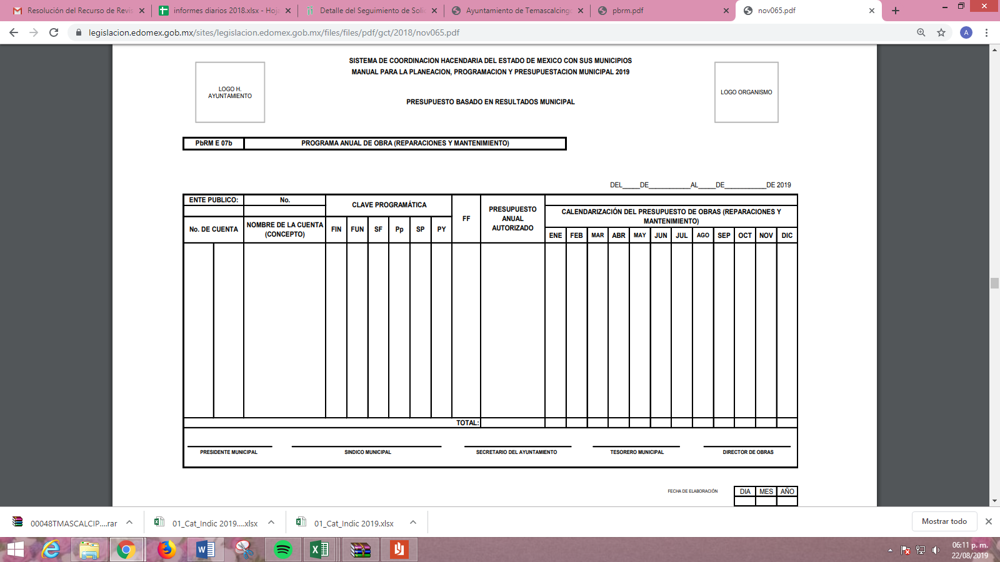 Resolución del Recurso de Revis
informes diarios 2018.xlsx - Hoja
Detalle del Seguimiento de Solic
Ayuntamiento de Temascalcingo
pbrm.pdf
nov065.pdf
legislacion.edomex.gob.mx/sites/legislacion.edomex.gob.mx/files/files/pdf/gct/2018/nov065.pdf
A
SISTEMA DE COORDINACION HACENDARIA DEL ESTADO DE MEXICO CON SUS MUNICIPIOS
MANUAL PARA LA PLANEACION, PROGRAMACION Y PRESUPUESTACION MUNICIPAL 2019
LOGO H.
AYUNTAMIENTO
LOGO ORGANISMO
PRESUPUESTO BASADO EN RESULTADOS MUNICIPAL
PbRM E 07b
PROGRAMA ANUAL DE OBRA (REPARACIONES Y MANTENIMIENTO)
DEL_____DE____________AL_____DE____________DE 2019
ENTE PUBLICO:
No.
CLAVE PROGRAMÁTICA
FF
PRESUPUESTO
ANUAL
AUTORIZADO
CALENDARIZACIÓN DEL PRESUPUESTO DE OBRAS (REPARACIONES Y
MANTENIMIENTO)
No. DE CUENTA
NOMBRE DE LA CUENTA
(CONCEPTO)
FIN FUN SF Pp SP PY
ENE FEB MAR ABR MAY JUN JUL AGO SEP OCT NOV DIC
TOTAL:
PRESIDENTE MUNICIPAL
SINDICO MUNICIPAL
SECRETARIO DEL AYUNTAMIENTO
TESORERO MUNICIPAL
DIRECTOR DE OBRAS
FECHA DE ELABORACIÓN
DIA MES AÑO
00048TMASCALCIP....rar
01_Cat_Indic 2019....xlsx
01_Cat_Indic 2019.xlsx
Mostrar todo
06:11 p. m.
22/08/2019